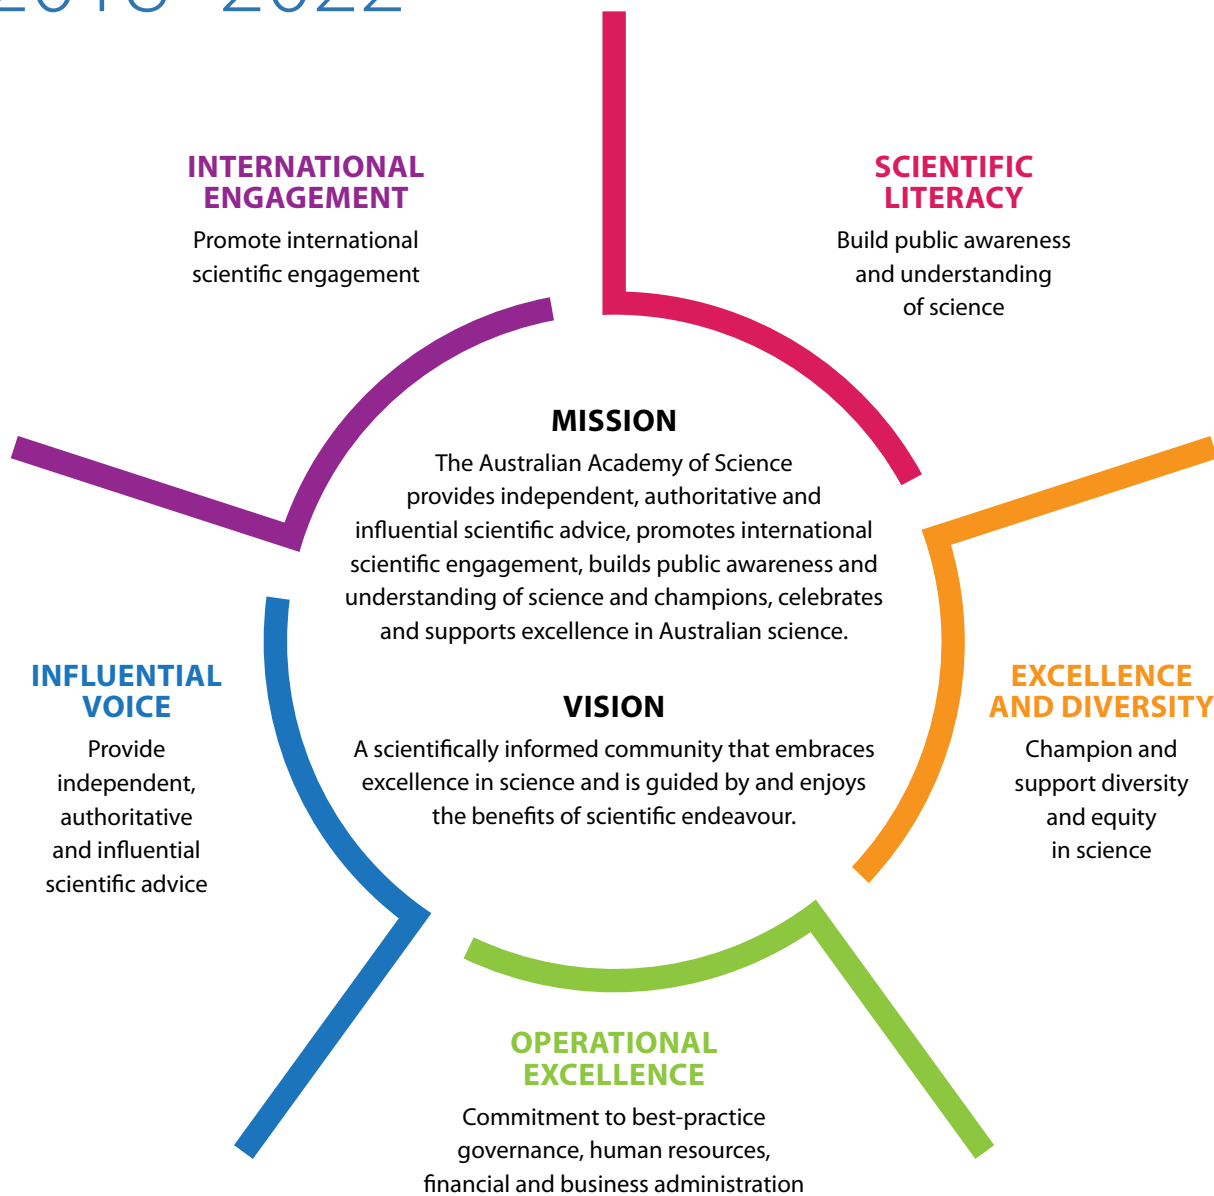 2018–2022
INTERNATIONAL
ENGAGEMENT
Promote international
scientific engagement
SCIENTIFIC
LITERACY
Build public awareness
and understanding
of science
MISSION
The Australian Academy of Science
provides independent, authoritative and
influential scientific advice, promotes international
scientific engagement, builds public awareness and
understanding of science and champions, celebrates
and supports excellence in Australian science.
VISION
A scientifically informed community that embraces
excellence in science and is guided by and enjoys
the benefits of scientific endeavour.
INFLUENTIAL
VOICE
Provide
independent,
authoritative
and influential
scientific advice
EXCELLENCE
AND DIVERSITY
Champion and
support diversity
and equity
in science
OPERATIONAL
EXCELLENCE
Commitment to best-practice
governance, human resources,
financial and business administration